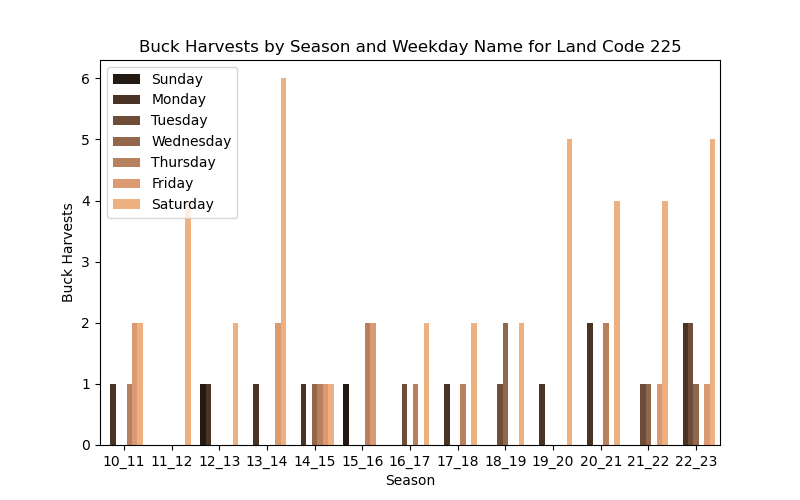 Buck Harvests by Season and Weekday Name for Land Code 225
Sunday
Monday
Tuesday
Wednesday
Thursday
Friday
Saturday
6
5
4
3
2
1
0
Buck Harvests
10_11 11_12 12_13 13_14 14_15 15_16 16_17 17_18 18_19 19_20 20_21 21_22 22_23
Season